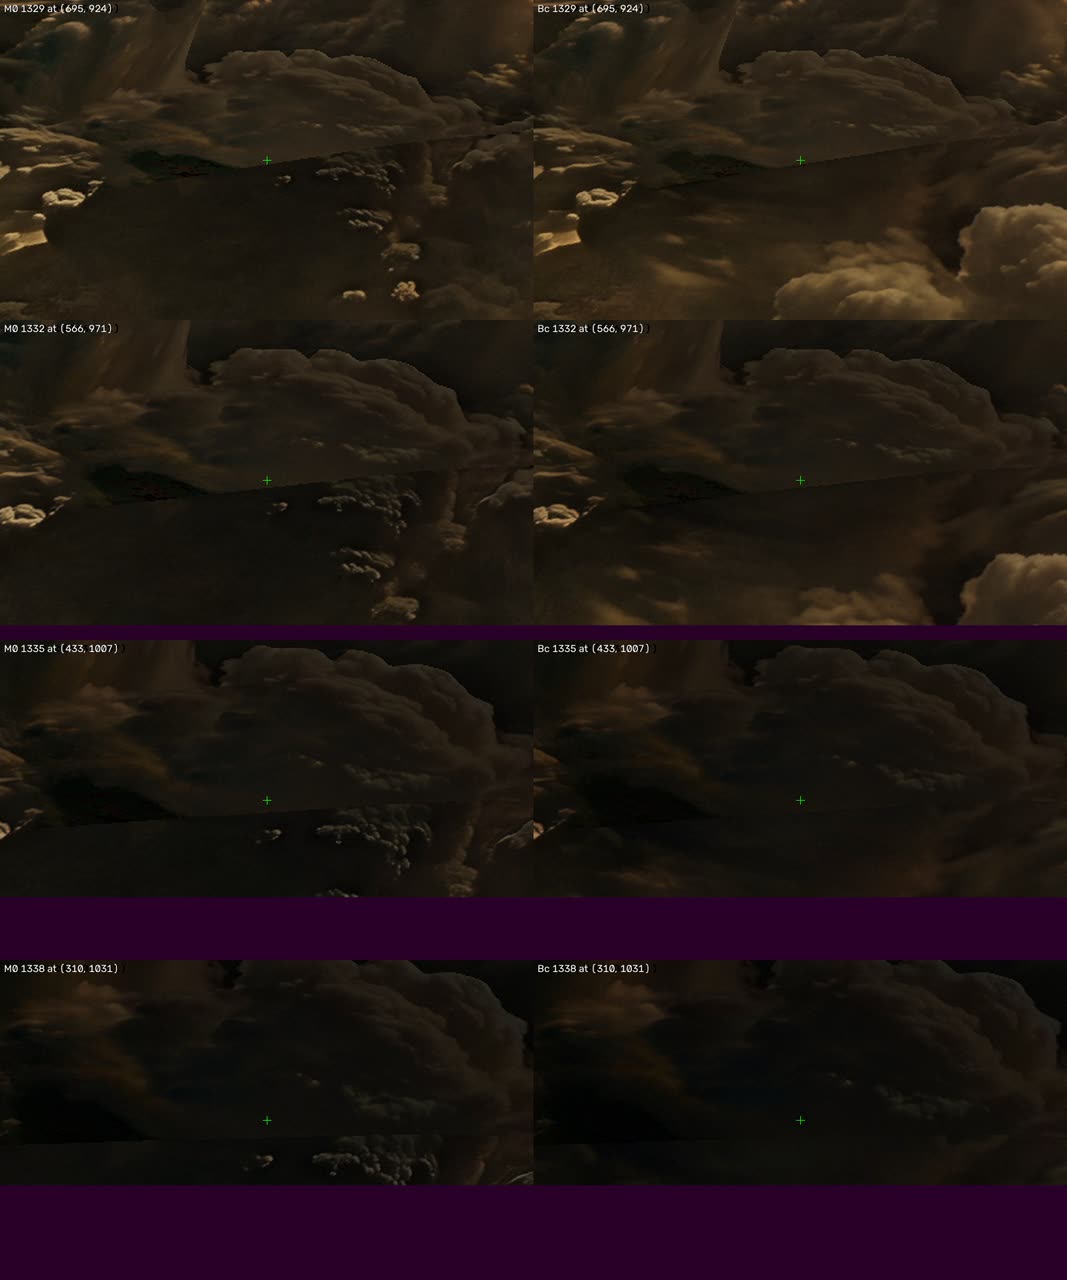 M0 1329 at (695, 924)
Bc 1329 at (695, 924)
M0 1332 at (566, 971)
Bc 1332 at (566, 971)
M0 1335 at (433, 1007)
Bc 1335 at (433, 1007)
M0 1338 at (310, 1031)
Bc 1338 at (310, 1031)